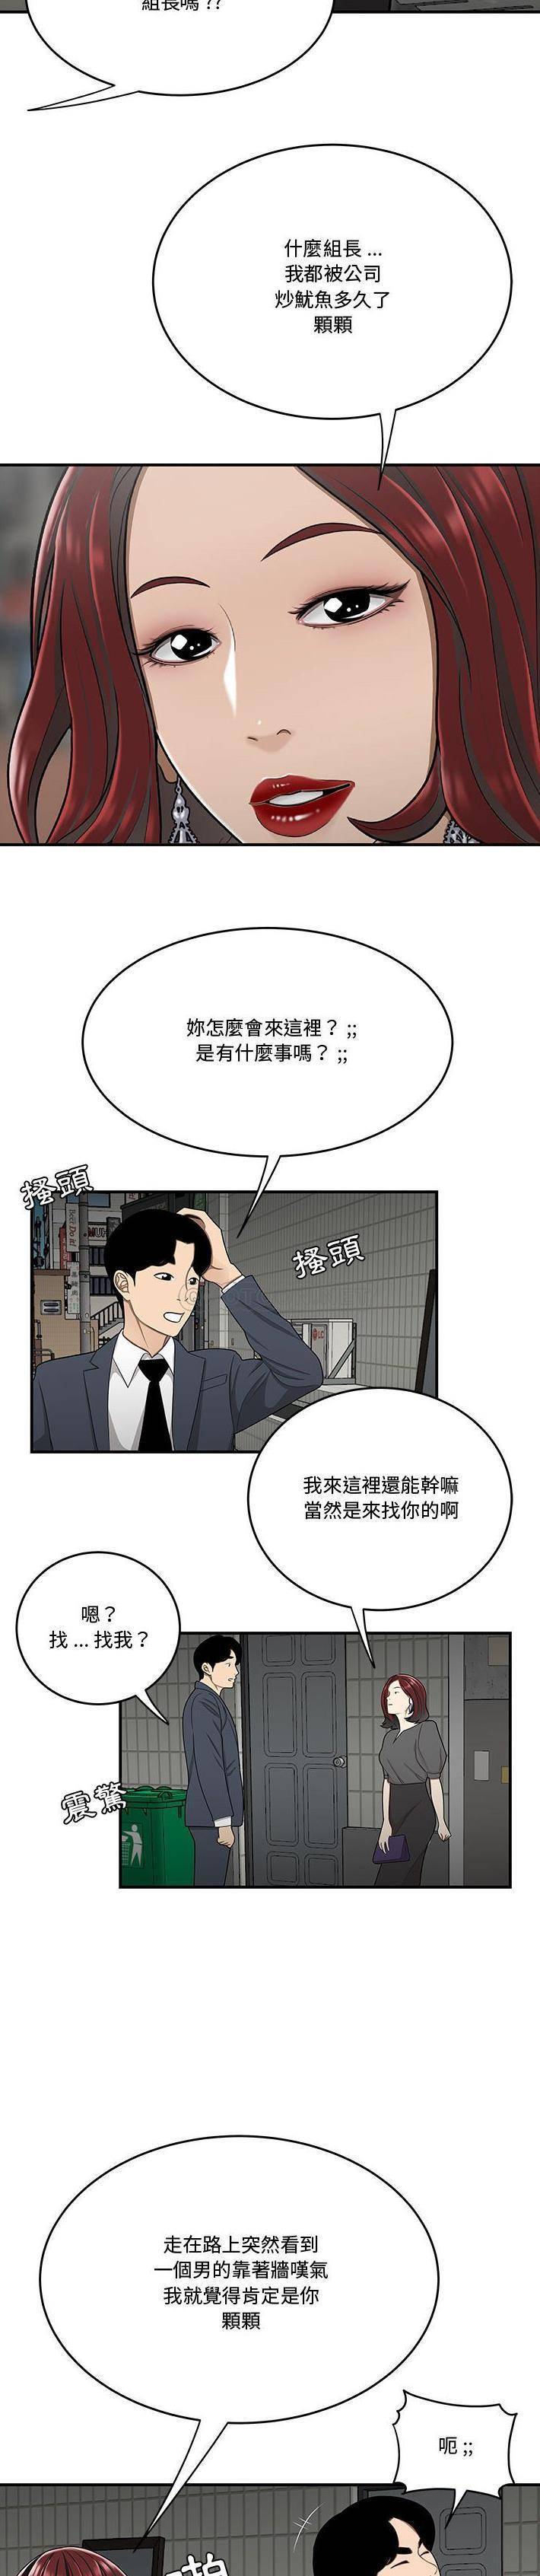 組長嗎??
什麼組長...
我都被公司
炒魷魚多久了
顆顆
妳怎麼會來這裡？;;
是有什麼事嗎？;;
搔頭
搔頭
我來這裡還能幹嘛
當然是來找你的啊
嗯？
找...找我？
震驚
走在路上突然看到
一個男的靠著牆嘆氣
我就覺得肯定是你
顆顆
呃;;